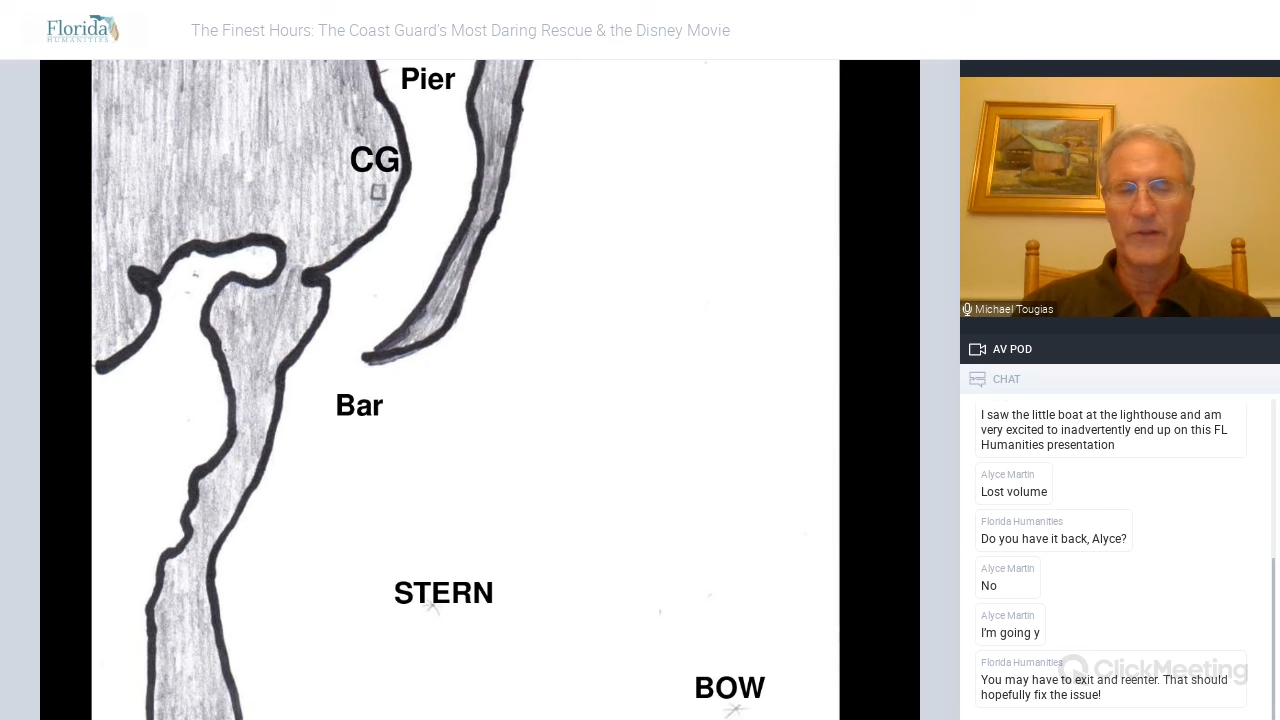 Florida
HUMANITIES
The Finest Hours: The Coast Guard's Most Daring Rescue & the Disney Movie
Pier
CG
Bar
STERN
BOW
Michael Tougias
AV POD
CHAT
I saw the little boat at the lighthouse and am
very excited to inadvertently end up on this FL
Humanities presentation
Alyce Martin
Lost volume
Florida Humanities
Do you have it back, Alyce?
Alyce Martin
No
Alyce Martin
I'm going y
Florida Humanities
You may have to exit and reenter. That should
hopefully fix the issue!
ClickMeeting